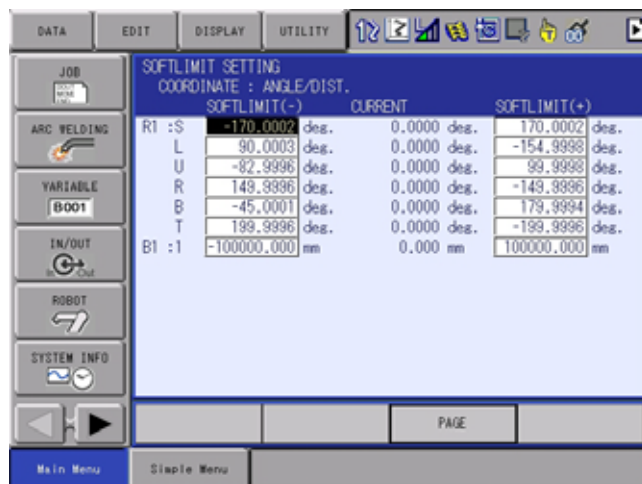 DATA EDIT DISPLAY UTILITY
JOB
ARC WELDING
VARIABLE
B001
IN/OUT
In Out
ROBOT
SYSTEM INFO
SOFTLIMIT SETTING
COORDINATE : ANGLE/DIST.
SOFTLIMIT(-) CURRENT SOFTLIMIT(+)
R1 :S -170.0002 deg. 0.0000 deg. 170.0002 deg.
L 90.0003 deg. 0.0000 deg. -154.9998 deg.
U -82.9996 deg. 0.0000 deg. 99.9998 deg.
R 149.9996 deg. 0.0000 deg. -149.9996 deg.
B -45.0001 deg. 0.0000 deg. 179.9994 deg.
T 199.9996 deg. 0.0000 deg. -199.9996 deg.
B1 :1 -100000.000 mm 0.000 mm 100000.000 mm
PAGE
Main Menu Simple Menu